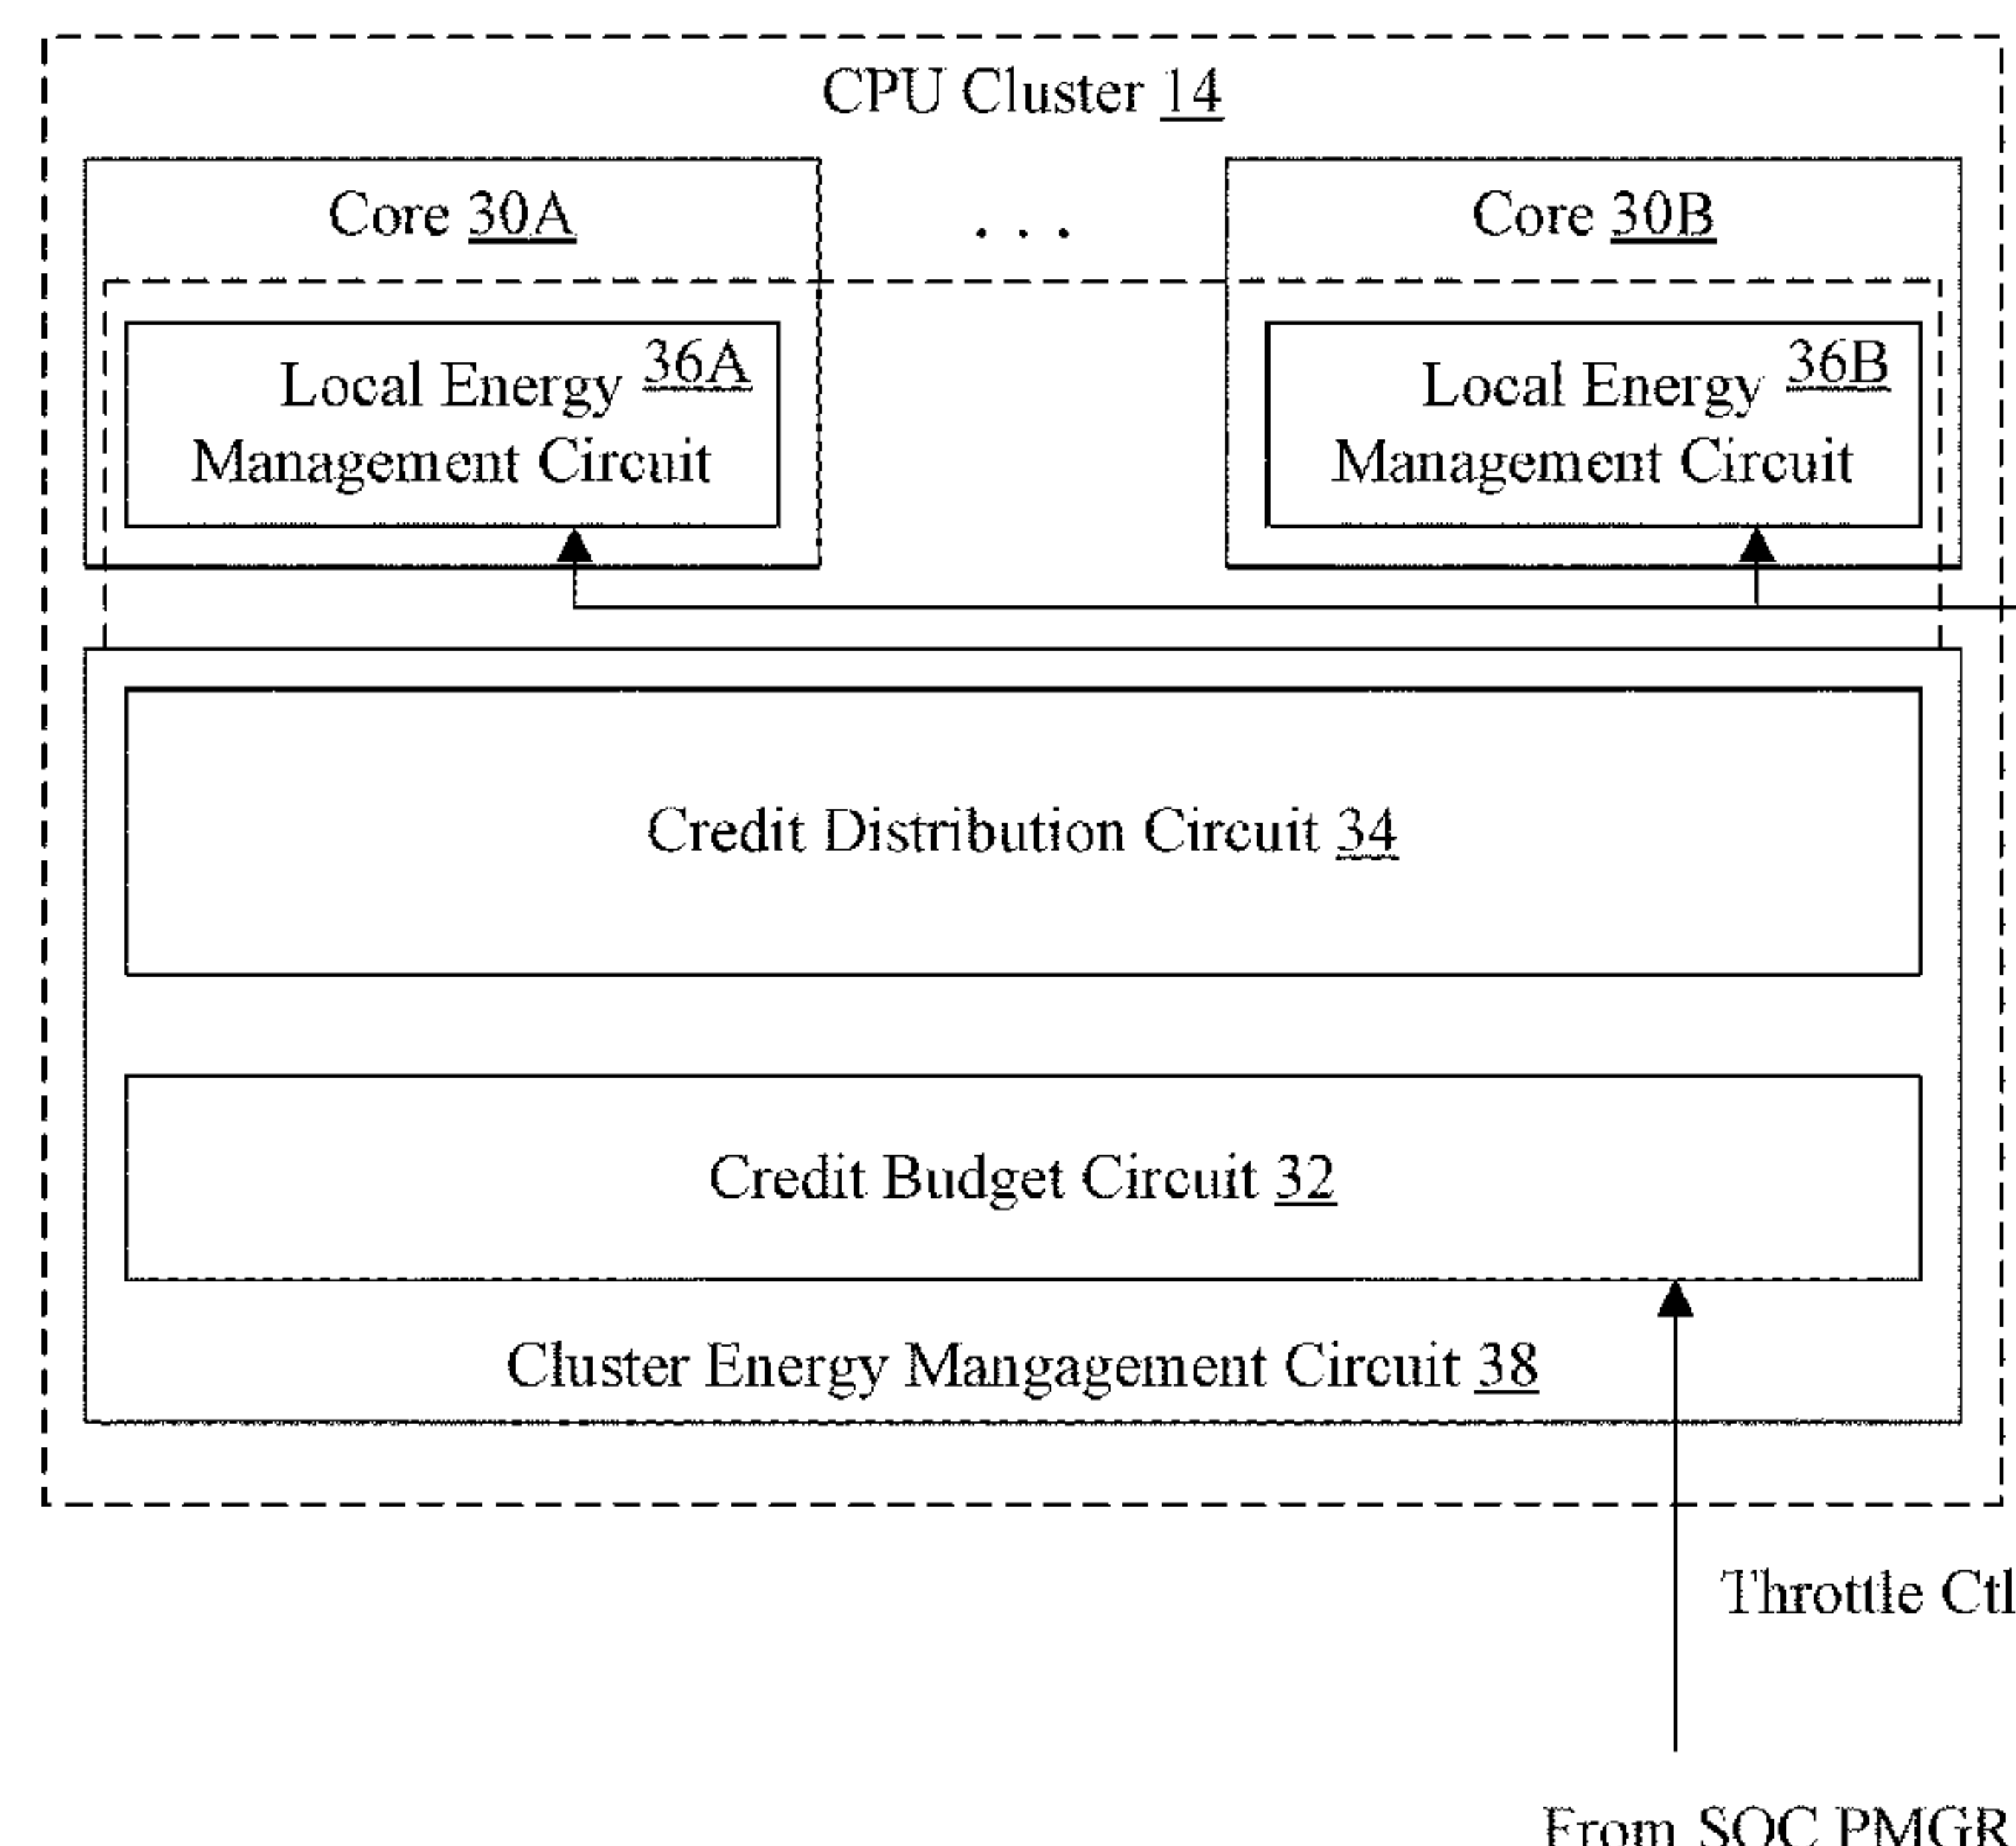 CPU Cluster 14
Core 30A
. . .
Core 30B
Local Energy 36A
Management Circuit
Local Energy 36B
Management Circuit
Credit Distribution Circuit 34
Credit Budget Circuit 32
Cluster Energy Mangagement Circuit 38
Throttle Ctl
From SOC PMGR